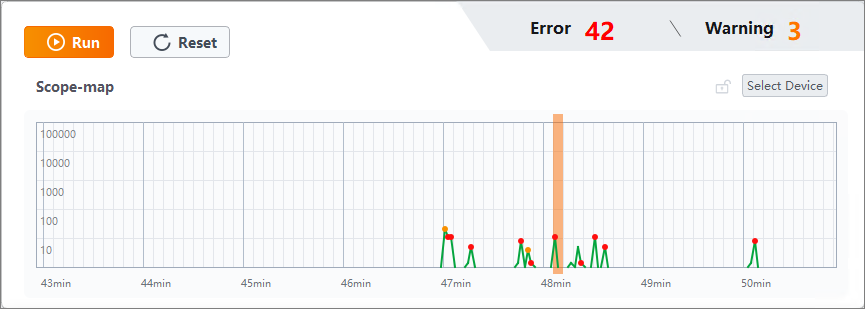 Run
Reset
Error 42
Warning 3
Scope-map
Select Device
100000
10000
1000
100
10
43min 44min 45min 46min 47min 48min 49min 50min